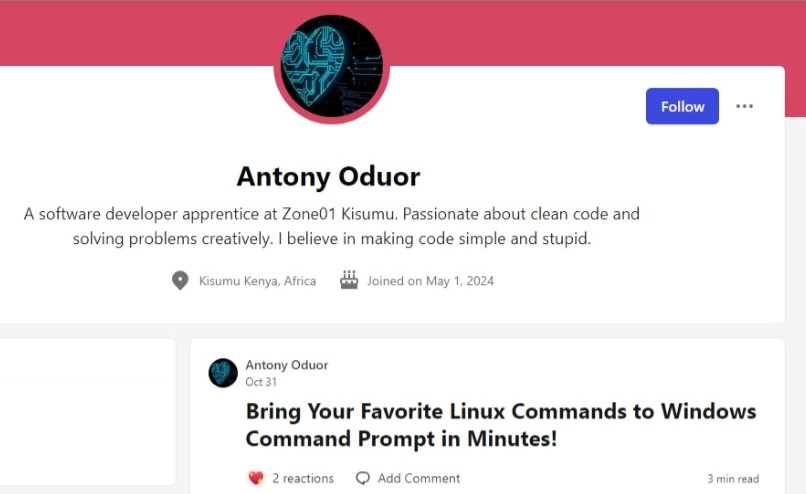 Follow
Antony Oduor
A software developer apprentice at Zone01 Kisumu. Passionate about clean code and
solving problems creatively. I believe in making code simple and stupid.
Kisumu Kenya, Africa
Joined on May 1, 2024
Antony Oduor
Oct 31
Bring Your Favorite Linux Commands to Windows
Command Prompt in Minutes!
2 reactions
Add Comment
3 min read